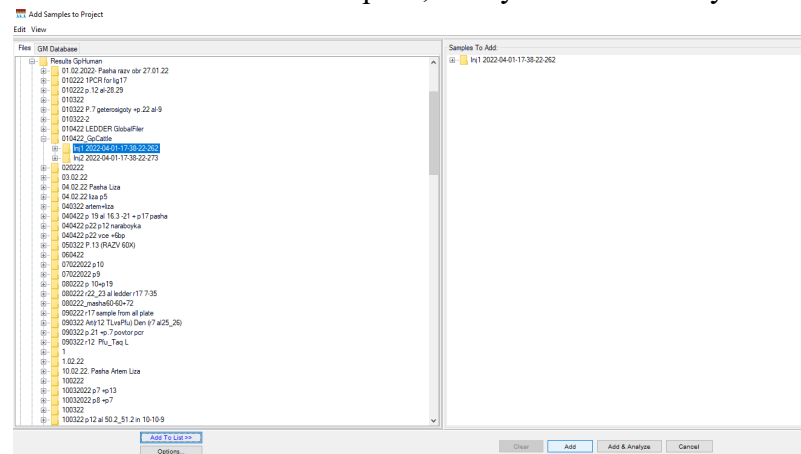 Add Samples to Project
Edit View
Files GM Database
Results GpHuman
01.02.2022- Pasha razv obr 27.01.22
010222 1PCR for lig17
010222 p.12 al-28.29
010322
010322 P.7 geterosigoty +p.22 al-9
010322-2
010422 LEDDER GlobalFiler
010422_GpCattle
Inj1 2022-04-01-17-38-22-262
Inj2 2022-04-01-17-38-22-273
020222
03.02.22
04.02.22 Pasha Liza
04.02.22 liza p5
040322 artem+liza
040422 p 19 al 16.3 -21 + p17 pasha
040422 p22 p12 naraboyka
040422 p22 vce +6bp
050322 P.13 (RAZV 60X)
060422
07022022 p10
07022022 p9
080222 p 10+p19
080222 r22_23 al ledder r17 7-35
080222_masha60-60+72
090222 r17 sample from all plate
090322 Art(r12 TLvsPfu) Den (r7 al25_26)
090322 p.21 +p.7 povtor pcr
090322 r12 Pfu_Taq L
1
1.02.22
10.02.22. Pasha Artem Liza
100222
10032022 p7 +p13
10032022 p8 +p7
100322
100322 p12 al 50.2_51.2 in 10-10-9
Add To List >>
Options...
Samples To Add:
Inj1 2022-04-01-17-38-22-262
Clear Add Add & Analyze Cancel